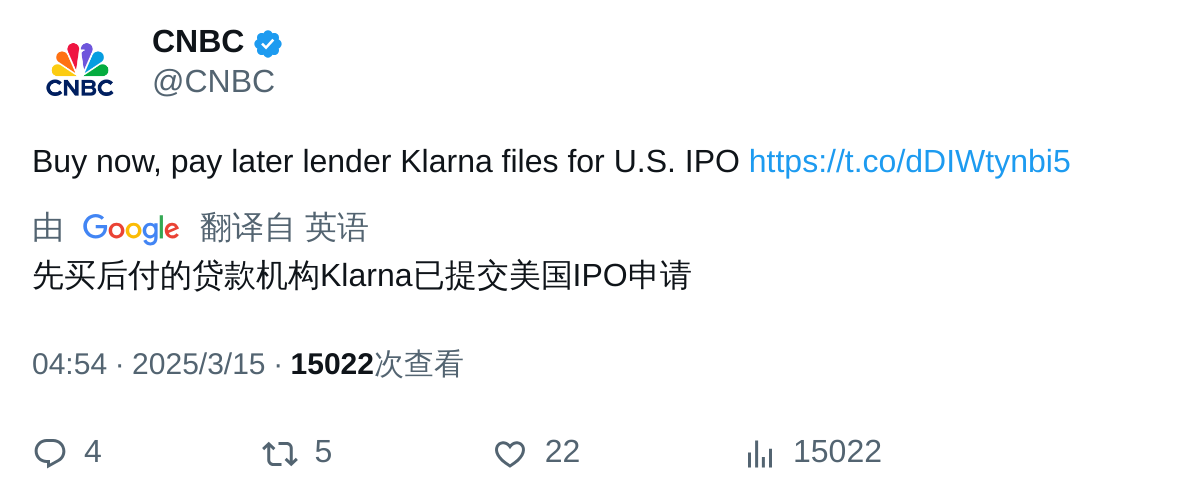 CNBC
CNBC
@CNBC
Buy now, pay later lender Klarna files for U.S. IPO https://t.co/dDIWtynbi5
由 Google 翻译自 英语
先买后付的贷款机构Klarna已提交美国IPO申请
04:54 · 2025/3/15 · 15022次查看
4 5 22 15022